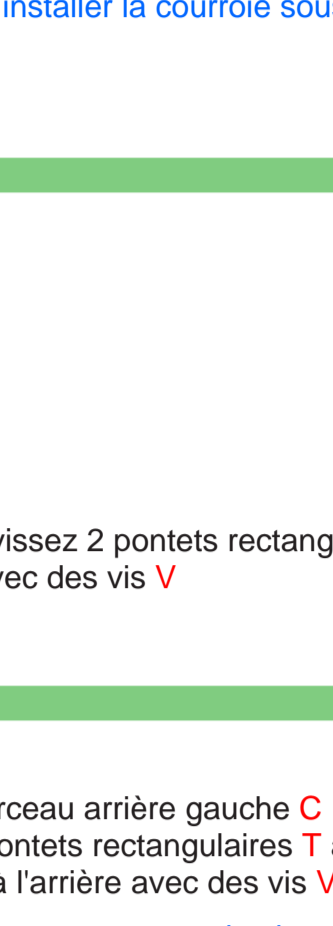 installer la courroie sous
vissez 2 pontets rectang
vec des vis V
rceau arrière gauche C
ontets rectangulaires T a
à l'arrière avec des vis V